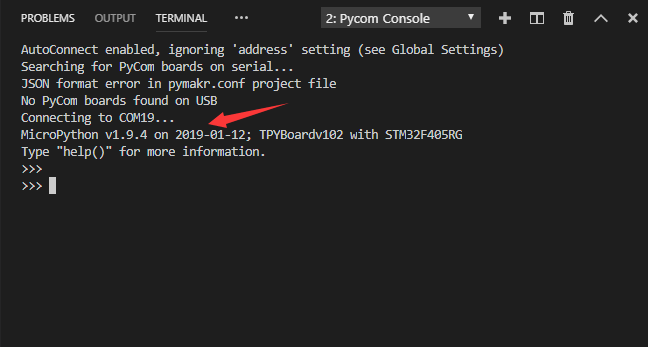 PROBLEMS OUTPUT TERMINAL ••• 2: Pycom Console
AutoConnect enabled, ignoring 'address' setting (see Global Settings)
Searching for PyCom boards on serial...
JSON format error in pymakr.conf project file
No PyCom boards found on USB
Connecting to COM19...
MicroPython v1.9.4 on 2019-01-12; TPYBoardv102 with STM32F405RG
Type "help()" for more information.
>>>
>>>